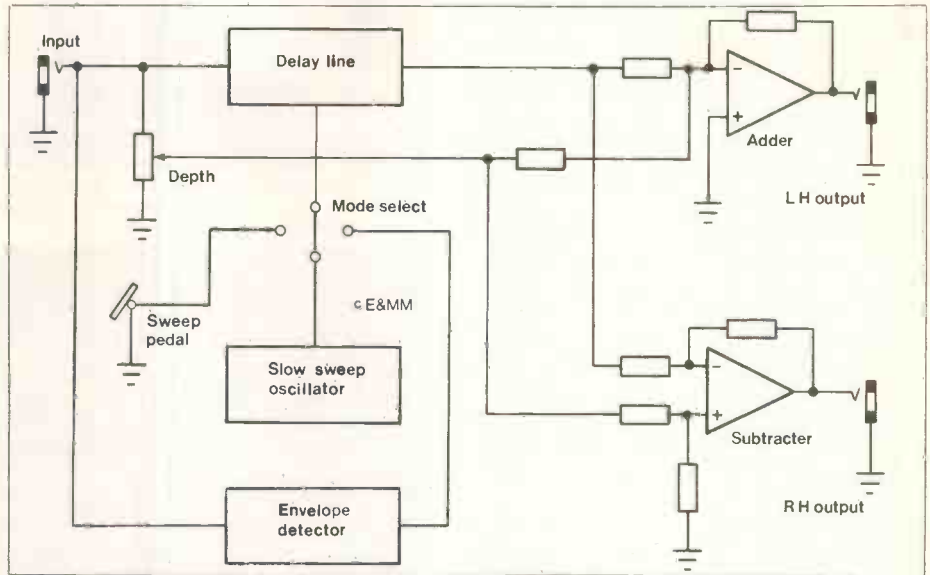 Input
Delay line
Depth
Mode select
Sweep
pedal
c E&MM
Slow sweep
oscillator
Envelope
detector
−
+
Adder
L H output
−
+
Subtracter
R H output